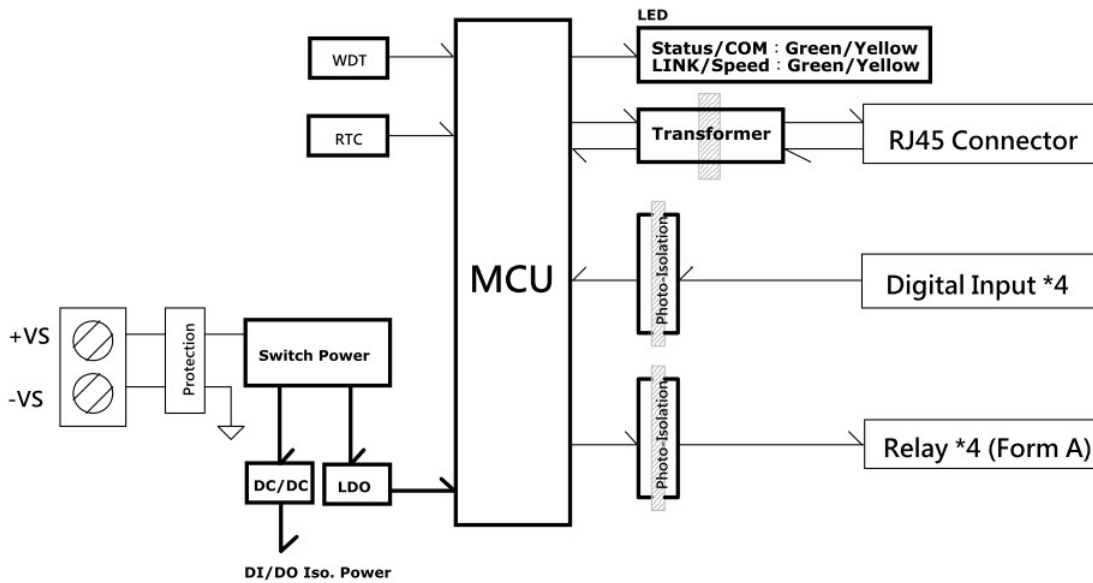 LED
Status/COM：Green/Yellow
LINK/Speed：Green/Yellow
WDT
RTC
Transformer
RJ45 Connector
MCU
Photo-Isolation
Digital Input *4
+VS
-VS
Protection
Switch Power
Photo-Isolation
Relay *4 (Form A)
DC/DC
LDO
DI/DO Iso. Power